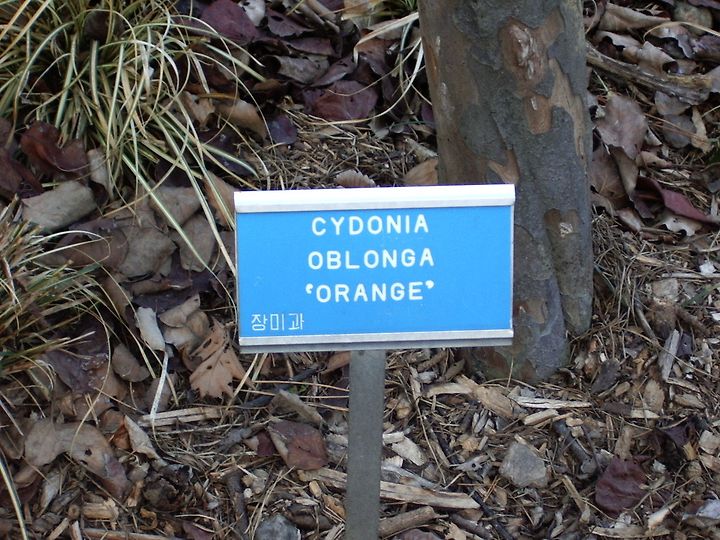 CYDONIA
OBLONGA
‘ORANGE’
장미과